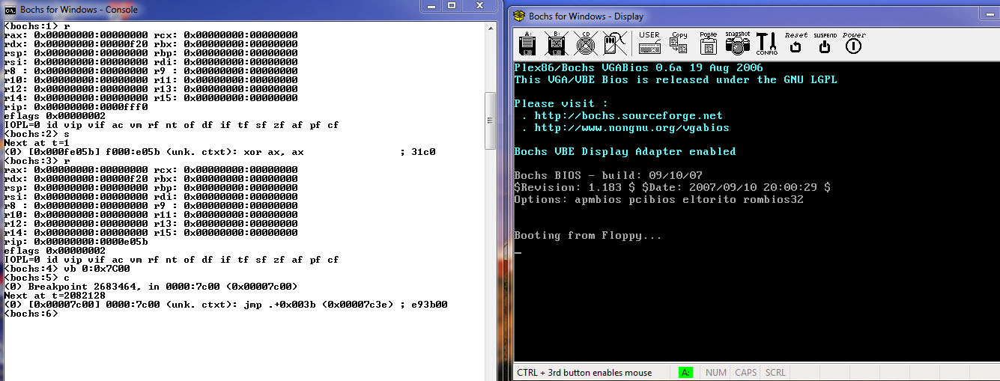 Bochs for Windows - Console
<bochs:1> r
rax: 0x00000000:00000000 rcx: 0x00000000:00000000
rdx: 0x00000000:00000f20 rbx: 0x00000000:00000000
rsp: 0x00000000:00000000 rbp: 0x00000000:00000000
rsi: 0x00000000:00000000 rdi: 0x00000000:00000000
r8 : 0x00000000:00000000 r9 : 0x00000000:00000000
r10: 0x00000000:00000000 r11: 0x00000000:00000000
r12: 0x00000000:00000000 r13: 0x00000000:00000000
r14: 0x00000000:00000000 r15: 0x00000000:00000000
rip: 0x00000000:0000fff0
eflags 0x00000002
IOPL=0 id vip vif ac vm rf nt of df if tf sf zf af pf cf
<bochs:2> s
Next at t=1
(0) [0x000fe05b] f000:e05b (unk. ctxt): xor ax, ax ; 31c0
<bochs:3> r
rax: 0x00000000:00000000 rcx: 0x00000000:00000000
rdx: 0x00000000:00000f20 rbx: 0x00000000:00000000
rsp: 0x00000000:00000000 rbp: 0x00000000:00000000
rsi: 0x00000000:00000000 rdi: 0x00000000:00000000
r8 : 0x00000000:00000000 r9 : 0x00000000:00000000
r10: 0x00000000:00000000 r11: 0x00000000:00000000
r12: 0x00000000:00000000 r13: 0x00000000:00000000
r14: 0x00000000:00000000 r15: 0x00000000:00000000
rip: 0x00000000:0000e05b
eflags 0x00000002
IOPL=0 id vip vif ac vm rf nt of df if tf sf zf af pf cf
<bochs:4> vb 0:0x7C00
<bochs:5> c
(0) Breakpoint 2683464, in 0000:7c00 (0x00007c00)
Next at t=2082128
(0) [0x00007c00] 0000:7c00 (unk. ctxt): jmp .+0x003b (0x00007c3e) ; e93b00
<bochs:6>
Bochs for Windows - Display
A: B: CD USER Copy Paste snapshot CONFIG Reset SUSPEND Power
Plex86/Bochs VGABios 0.6a 19 Aug 2006
This VGA/VBE Bios is released under the GNU LGPL
Please visit :
. http://bochs.sourceforge.net
. http://www.nongnu.org/vgabios
Bochs VBE Display Adapter enabled
Bochs BIOS - build: 09/10/07
$Revision: 1.183 $ $Date: 2007/09/10 20:00:29 $
Options: apmbios pcibios eltorito rombios32
Booting from Floppy...
CTRL + 3rd button enables mouse A: NUM CAPS SCRL